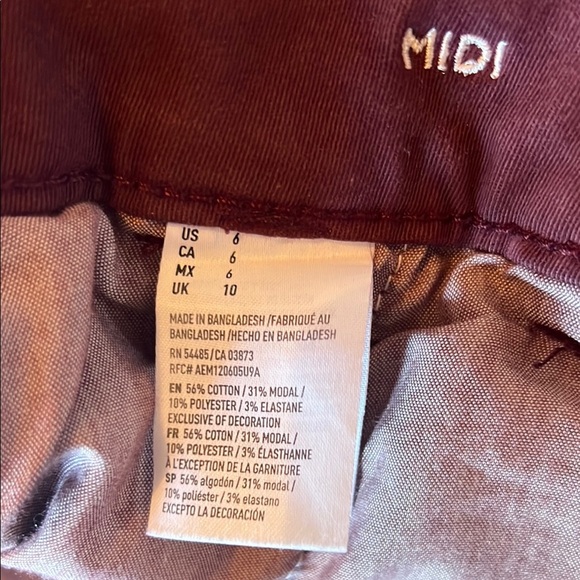 MIDI
US 6
CA 6
MX 6
UK 10
MADE IN BANGLADESH /FABRIQUÉ AU
BANGLADESH /HECHO EN BANGLADESH
RN 54485/ CA 03873
RFC# AEM120605U9A
EN 56% COTTON / 31% MODAL /
10% POLYESTER / 3% ELASTANE
EXCLUSIVE OF DECORATION
FR 56% COTON / 31% MODAL /
10% POLYESTER / 3% ÉLASTHANNE
À L'EXCEPTION DE LA GARNITURE
SP 56% algodón / 31% modal /
10% poliéster / 3% elastano
EXCEPTO LA DECORACIÓN